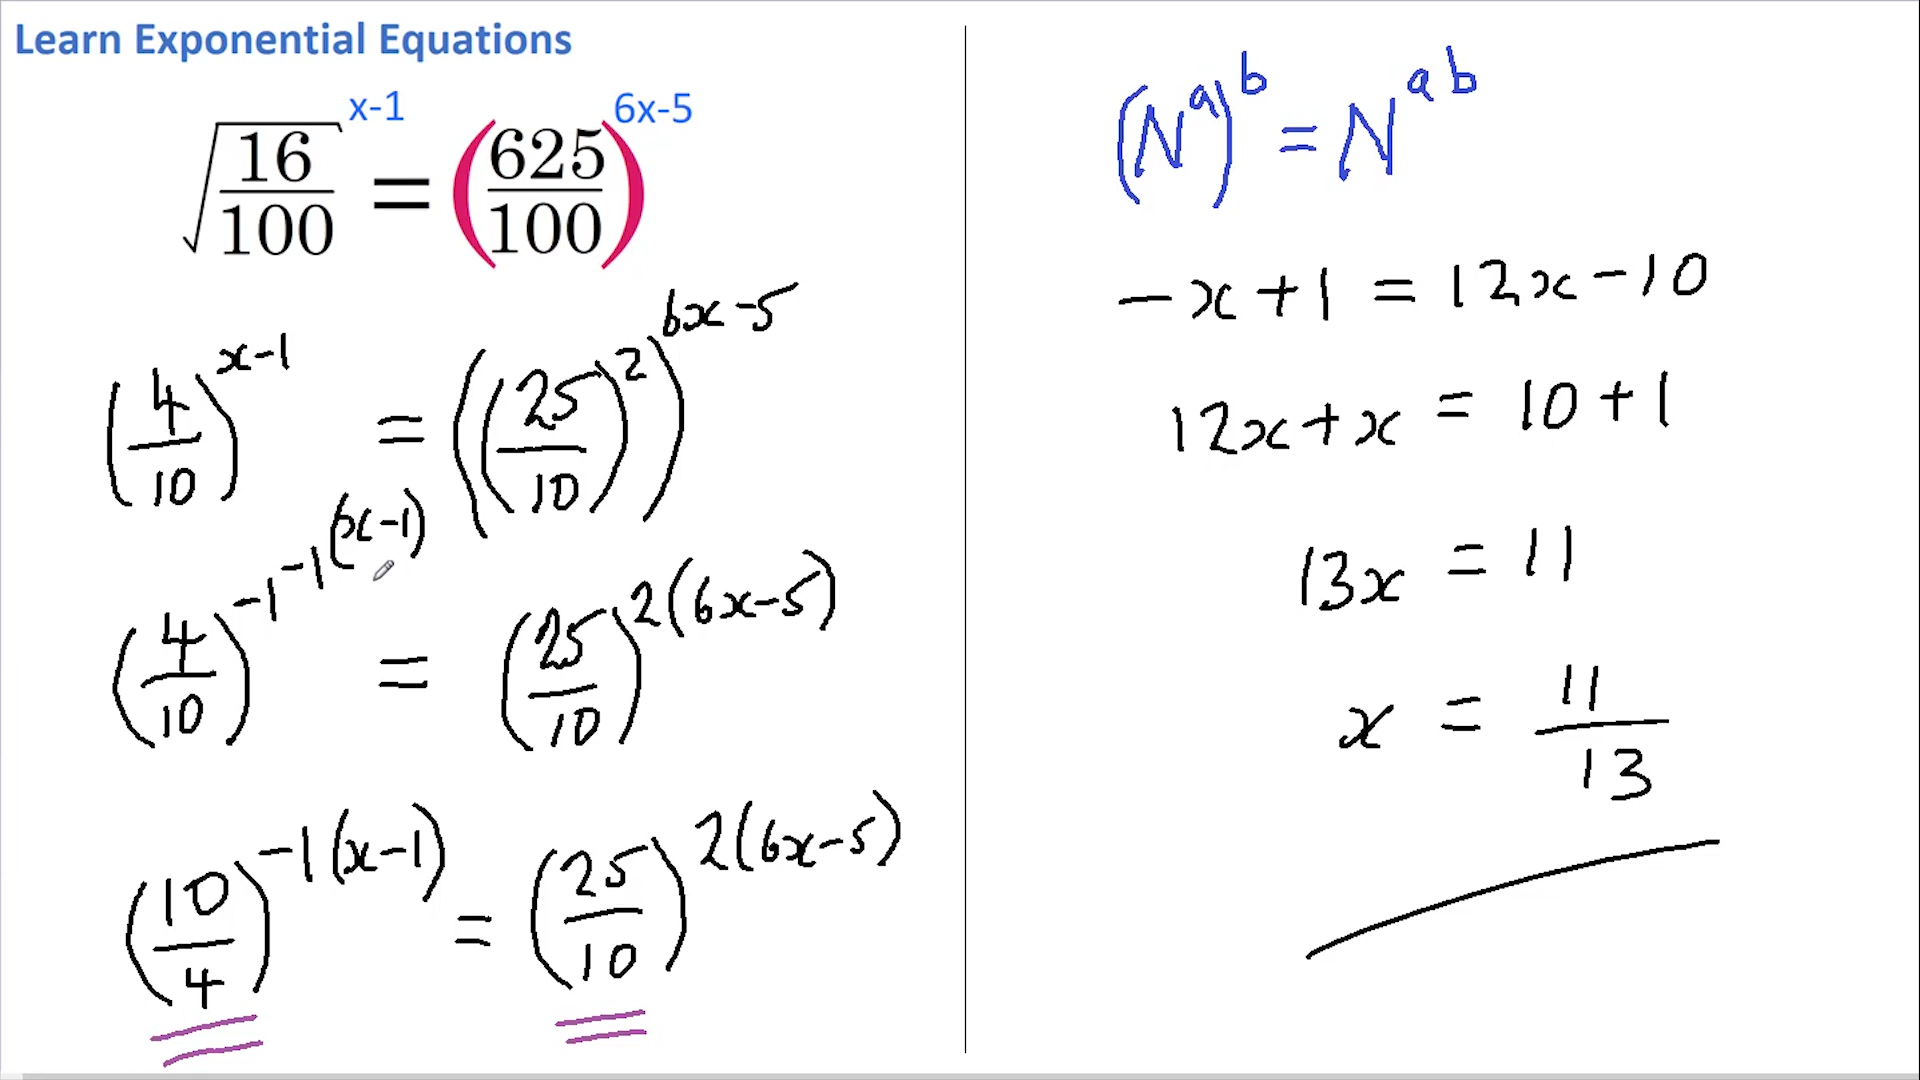 Learn Exponential Equations
√(16/100)^(x-1) = (625/100)^(6x-5)
(4/10)^(x-1) = ((25/10)^2)^(6x-5)
(4/10)^(-1^(-1(x-1))) = (25/10)^(2(6x-5))
(10/4)^(-1(x-1)) = (25/10)^(2(6x-5))
(N^a)^b = N^(ab)
-x+1 = 12x-10
12x+x = 10+1
13x = 11
x = 11/13